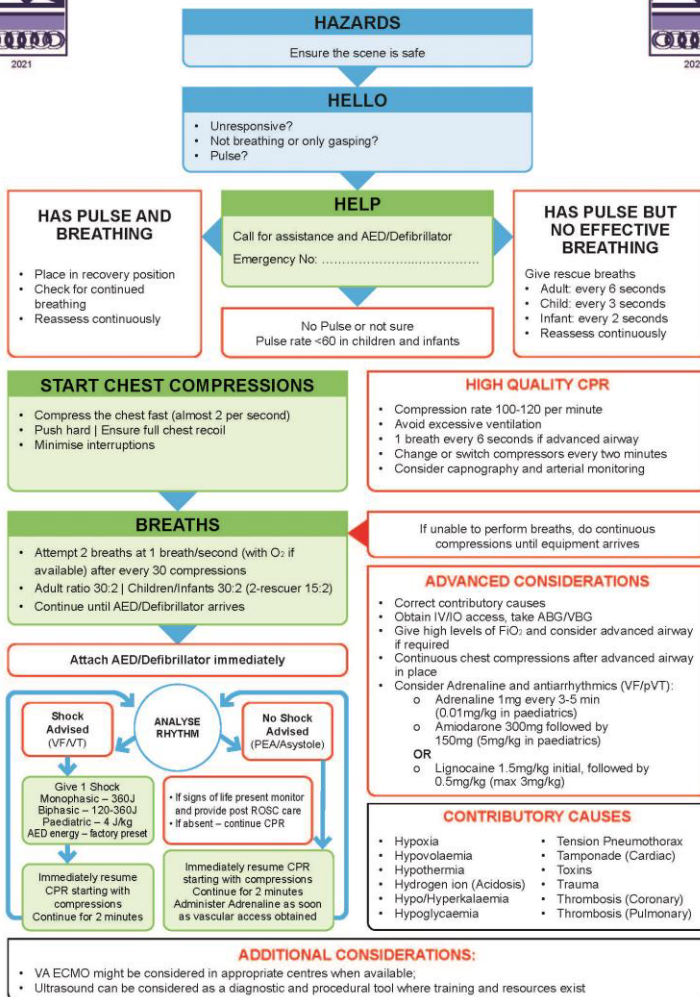 2021
202
HAZARDS
Ensure the scene is safe
HELLO
• Unresponsive?
• Not breathing or only gasping?
• Pulse?
HAS PULSE AND
BREATHING
• Place in recovery position
• Check for continued
breathing
• Reassess continuously
HELP
Call for assistance and AED/Defibrillator
Emergency No: ........................................
HAS PULSE BUT
NO EFFECTIVE
BREATHING
Give rescue breaths
• Adult: every 6 seconds
• Child: every 3 seconds
• Infant: every 2 seconds
• Reassess continuously
No Pulse or not sure
Pulse rate <60 in children and infants
START CHEST COMPRESSIONS
• Compress the chest fast (almost 2 per second)
• Push hard | Ensure full chest recoil
• Minimise interruptions
HIGH QUALITY CPR
• Compression rate 100-120 per minute
• Avoid excessive ventilation
• 1 breath every 6 seconds if advanced airway
• Change or switch compressors every two minutes
• Consider capnography and arterial monitoring
BREATHS
• Attempt 2 breaths at 1 breath/second (with O₂ if
available) after every 30 compressions
• Adult ratio 30:2 | Children/Infants 30:2 (2-rescuer 15:2)
• Continue until AED/Defibrillator arrives
If unable to perform breaths, do continuous
compressions until equipment arrives
Attach AED/Defibrillator immediately
Shock
Advised
(VF/VT)
ANALYSE
RHYTHM
No Shock
Advised
(PEA/Asystole)
Give 1 Shock
Monophasic – 360J
Biphasic – 120-360J
Paediatric – 4 J/kg
AED energy – factory preset
• If signs of life present monitor
and provide post ROSC care
• If absent – continue CPR
Immediately resume
CPR starting with
compressions
Continue for 2 minutes
Immediately resume CPR
starting with compressions
Continue for 2 minutes
Administer Adrenaline as soon
as vascular access obtained
ADVANCED CONSIDERATIONS
• Correct contributory causes
• Obtain IV/IO access, take ABG/VBG
• Give high levels of FiO₂ and consider advanced airway
if required
• Continuous chest compressions after advanced airway
in place
• Consider Adrenaline and antiarrhythmics (VF/pVT):
o Adrenaline 1mg every 3-5 min
(0.01mg/kg in paediatrics)
o Amiodarone 300mg followed by
150mg (5mg/kg in paediatrics)
OR
o Lignocaine 1.5mg/kg initial, followed by
0.5mg/kg (max 3mg/kg)
CONTRIBUTORY CAUSES
• Hypoxia
• Hypovolaemia
• Hypothermia
• Hydrogen ion (Acidosis)
• Hypo/Hyperkalaemia
• Hypoglycaemia
• Tension Pneumothorax
• Tamponade (Cardiac)
• Toxins
• Trauma
• Thrombosis (Coronary)
• Thrombosis (Pulmonary)
ADDITIONAL CONSIDERATIONS:
• VA ECMO might be considered in appropriate centres when available;
• Ultrasound can be considered as a diagnostic and procedural tool where training and resources exist